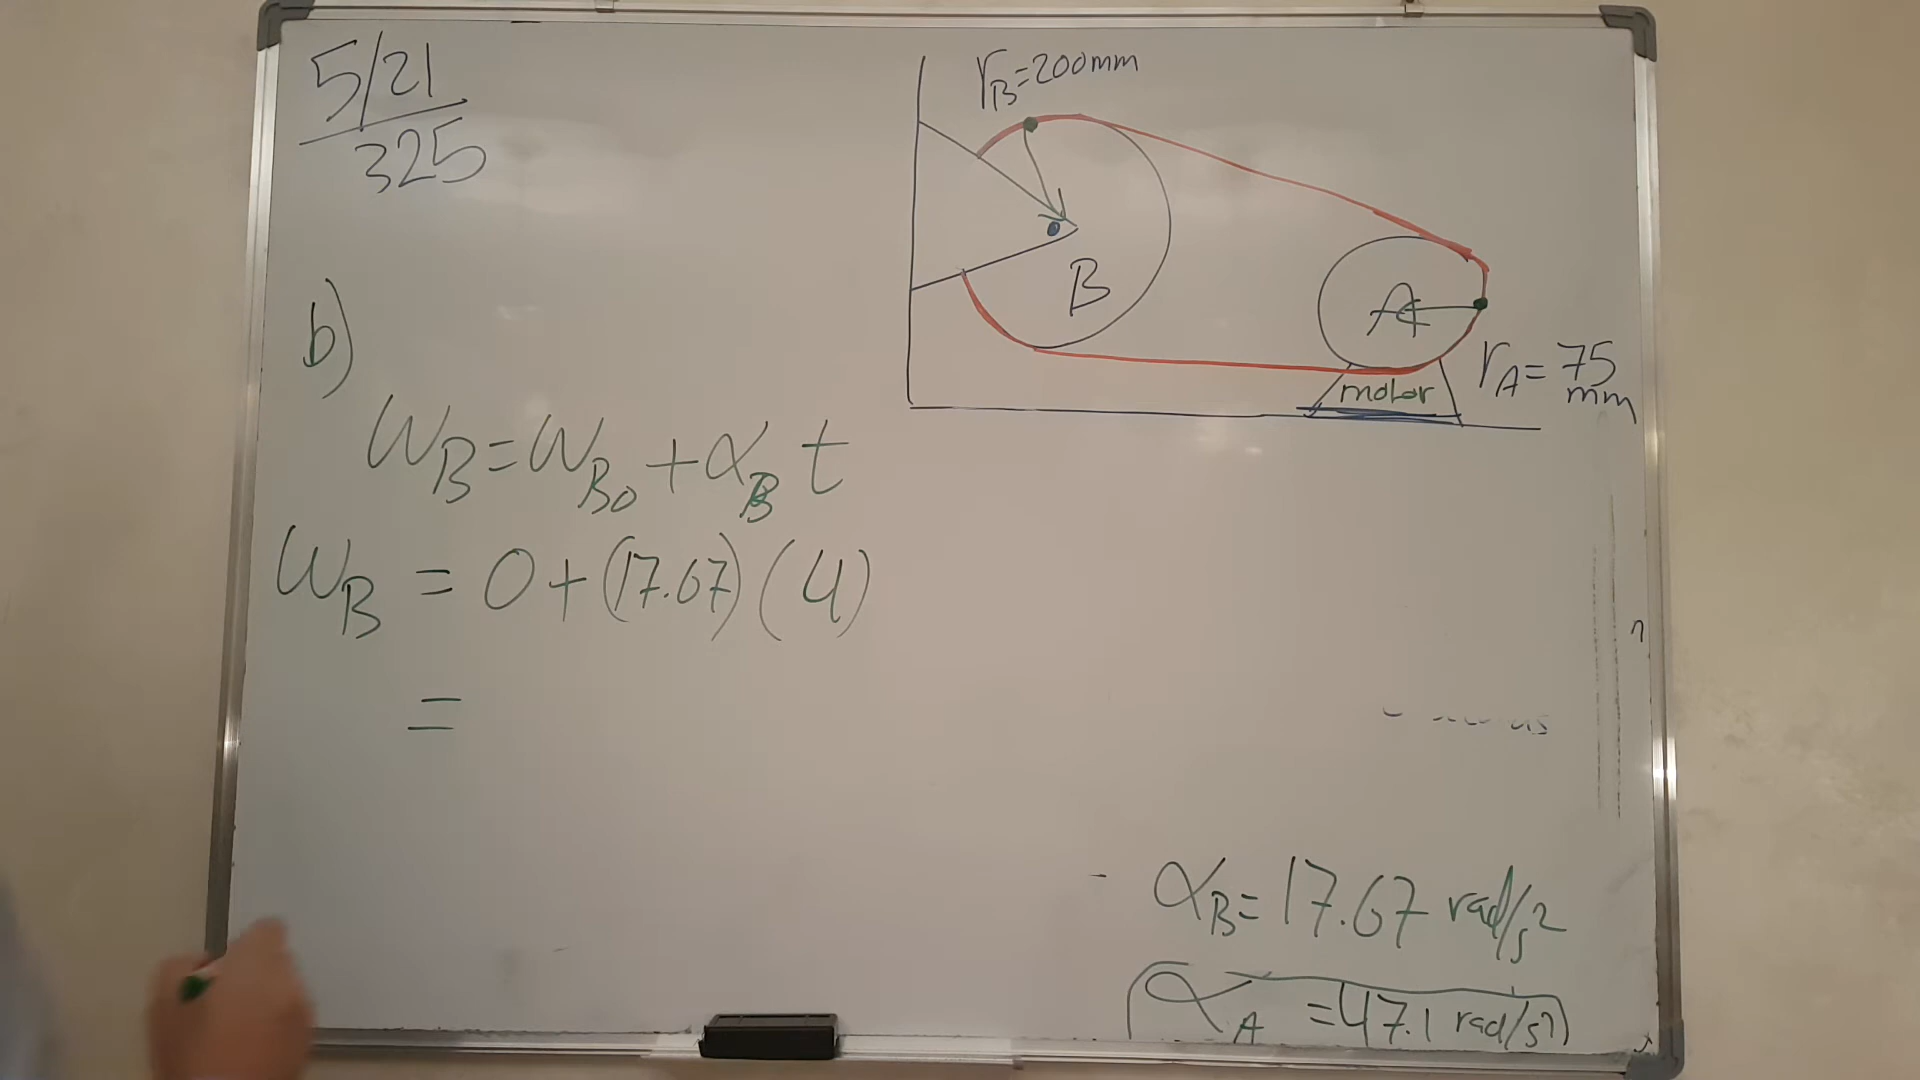 5/21
325
r_B=200mm
B
A
r_A= 75
mm
motor
b)
ω_B=ω_B0+α_B t
ω_B = 0+(17.67)(4)
=
α_B=17.67 rad/s²
α_A =47.1 rad/s²